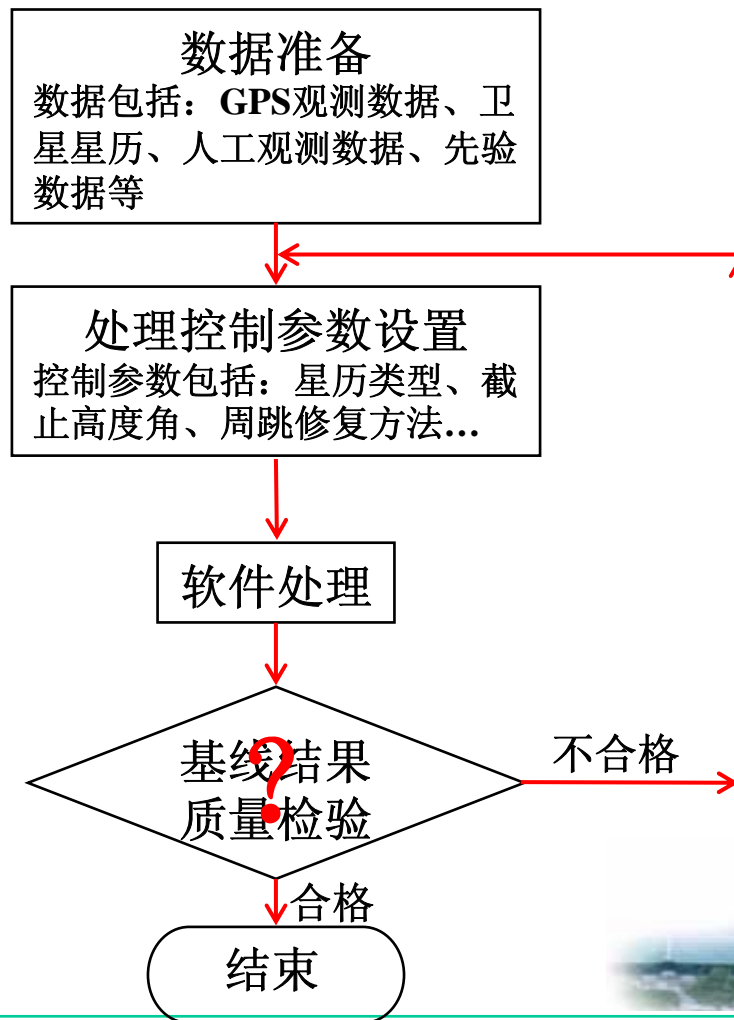 数据准备
数据包括：GPS观测数据、卫
星星历、人工观测数据、先验
数据等
处理控制参数设置
控制参数包括：星历类型、截
止高度角、周跳修复方法…
软件处理
基线结果
质量检验
?
不合格
合格
结束